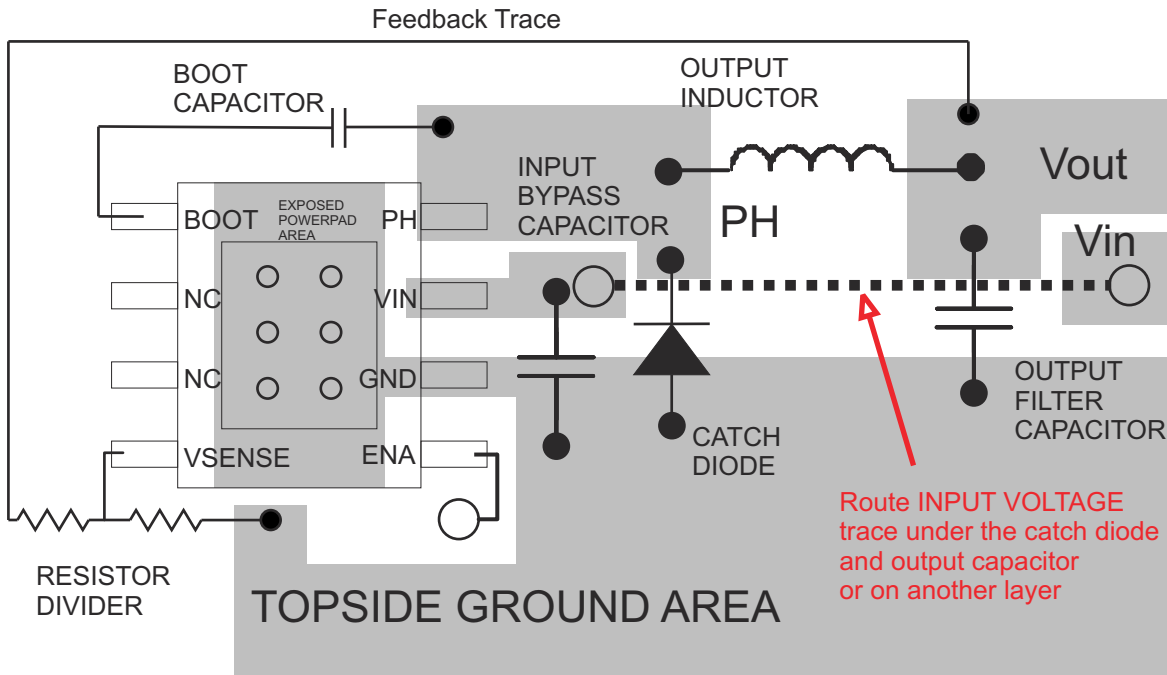 Feedback Trace
BOOT
CAPACITOR
OUTPUT
INDUCTOR
INPUT
BYPASS
CAPACITOR
Vout
PH
Vin
BOOT
EXPOSED
POWERPAD
AREA
PH
NC
VIN
NC
GND
VSENSE
ENA
CATCH
DIODE
OUTPUT
FILTER
CAPACITOR
Route INPUT VOLTAGE
trace under the catch diode
and output capacitor
or on another layer
RESISTOR
DIVIDER
TOPSIDE GROUND AREA